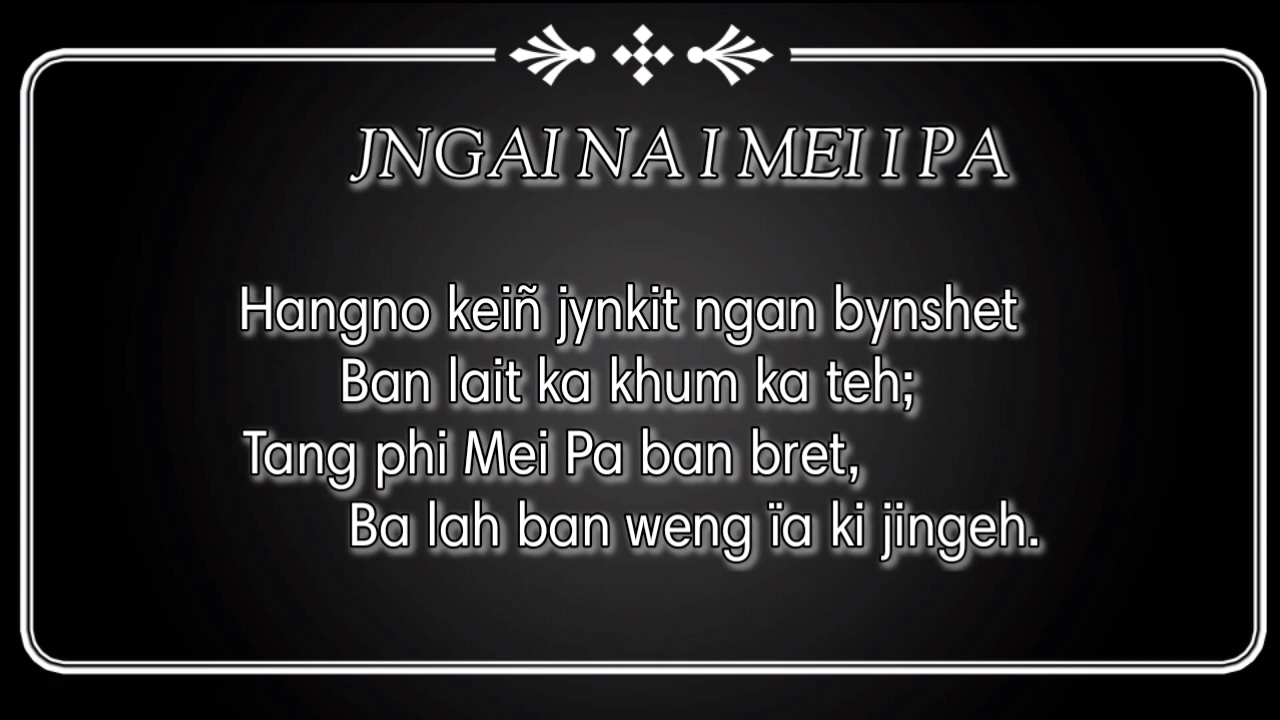 JNGAI NA I MEI I PA
Hangno keiñ jynkit ngan bynshet
Ban lait ka khum ka teh;
Tang phi Mei Pa ban bret,
Ba lah ban weng ïa ki jingeh.